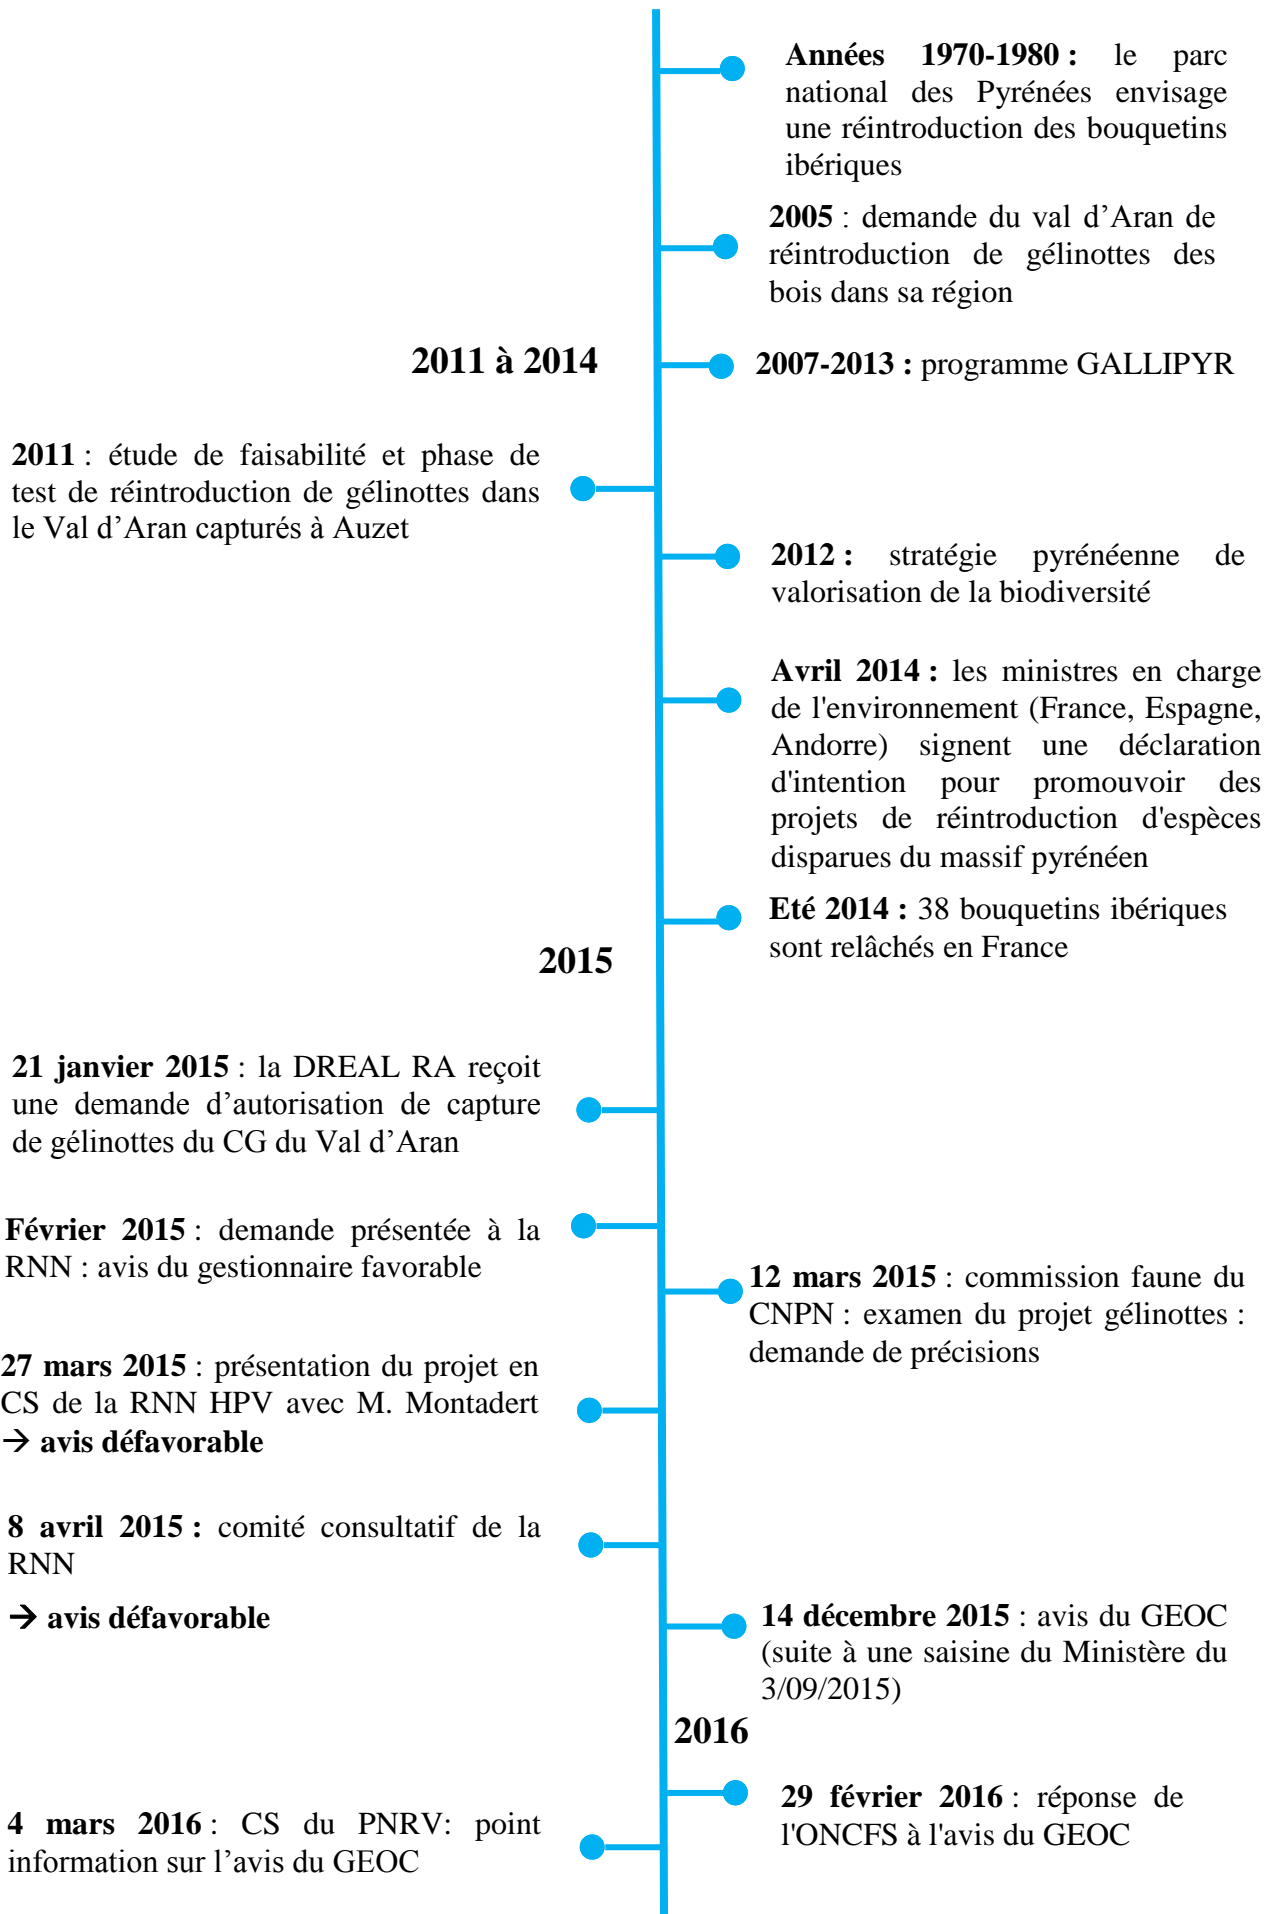 Années 1970-1980 : le parc
national des Pyrénées envisage
une réintroduction des bouquetins
ibériques
2005 : demande du val d’Aran de
réintroduction de gélinottes des
bois dans sa région
2011 à 2014
2007-2013 : programme GALLIPYR
2011 : étude de faisabilité et phase de
test de réintroduction de gélinottes dans
le Val d’Aran capturés à Auzet
2012 : stratégie pyrénéenne de
valorisation de la biodiversité
Avril 2014 : les ministres en charge
de l'environnement (France, Espagne,
Andorre) signent une déclaration
d'intention pour promouvoir des
projets de réintroduction d'espèces
disparues du massif pyrénéen
Eté 2014 : 38 bouquetins ibériques
sont relâchés en France
2015
21 janvier 2015 : la DREAL RA reçoit
une demande d’autorisation de capture
de gélinottes du CG du Val d’Aran
Février 2015 : demande présentée à la
RNN : avis du gestionnaire favorable
12 mars 2015 : commission faune du
CNPN : examen du projet gélinottes :
demande de précisions
27 mars 2015 : présentation du projet en
CS de la RNN HPV avec M. Montadert
→ avis défavorable
8 avril 2015 : comité consultatif de la
RNN
→ avis défavorable
14 décembre 2015 : avis du GEOC
(suite à une saisine du Ministère du
3/09/2015)
2016
29 février 2016 : réponse de
l'ONCFS à l'avis du GEOC
4 mars 2016 : CS du PNRV: point
information sur l’avis du GEOC